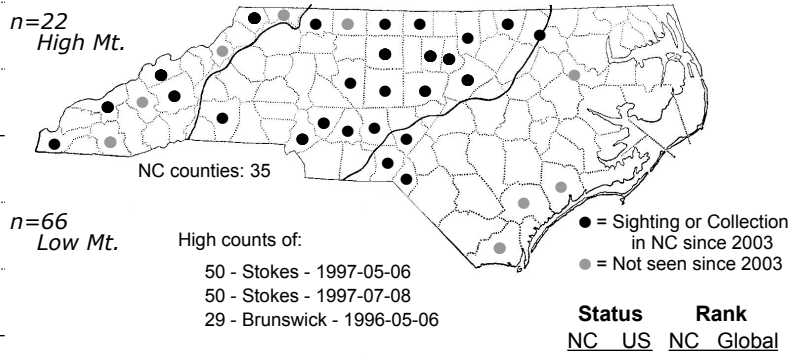 n=22
High Mt.
NC counties: 35
n=66
Low Mt.
High counts of:
50 - Stokes - 1997-05-06
50 - Stokes - 1997-07-08
29 - Brunswick - 1996-05-06
= Sighting or Collection
in NC since 2003
= Not seen since 2003
Status Rank
NC US NC Global